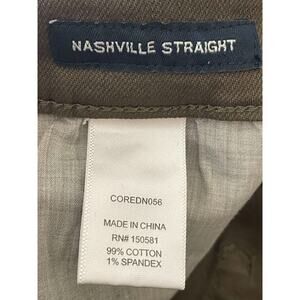 NASHVILLE STRAIGHT
COREDN056
MADE IN CHINA
RN# 150581
99% COTTON
1% SPANDEX